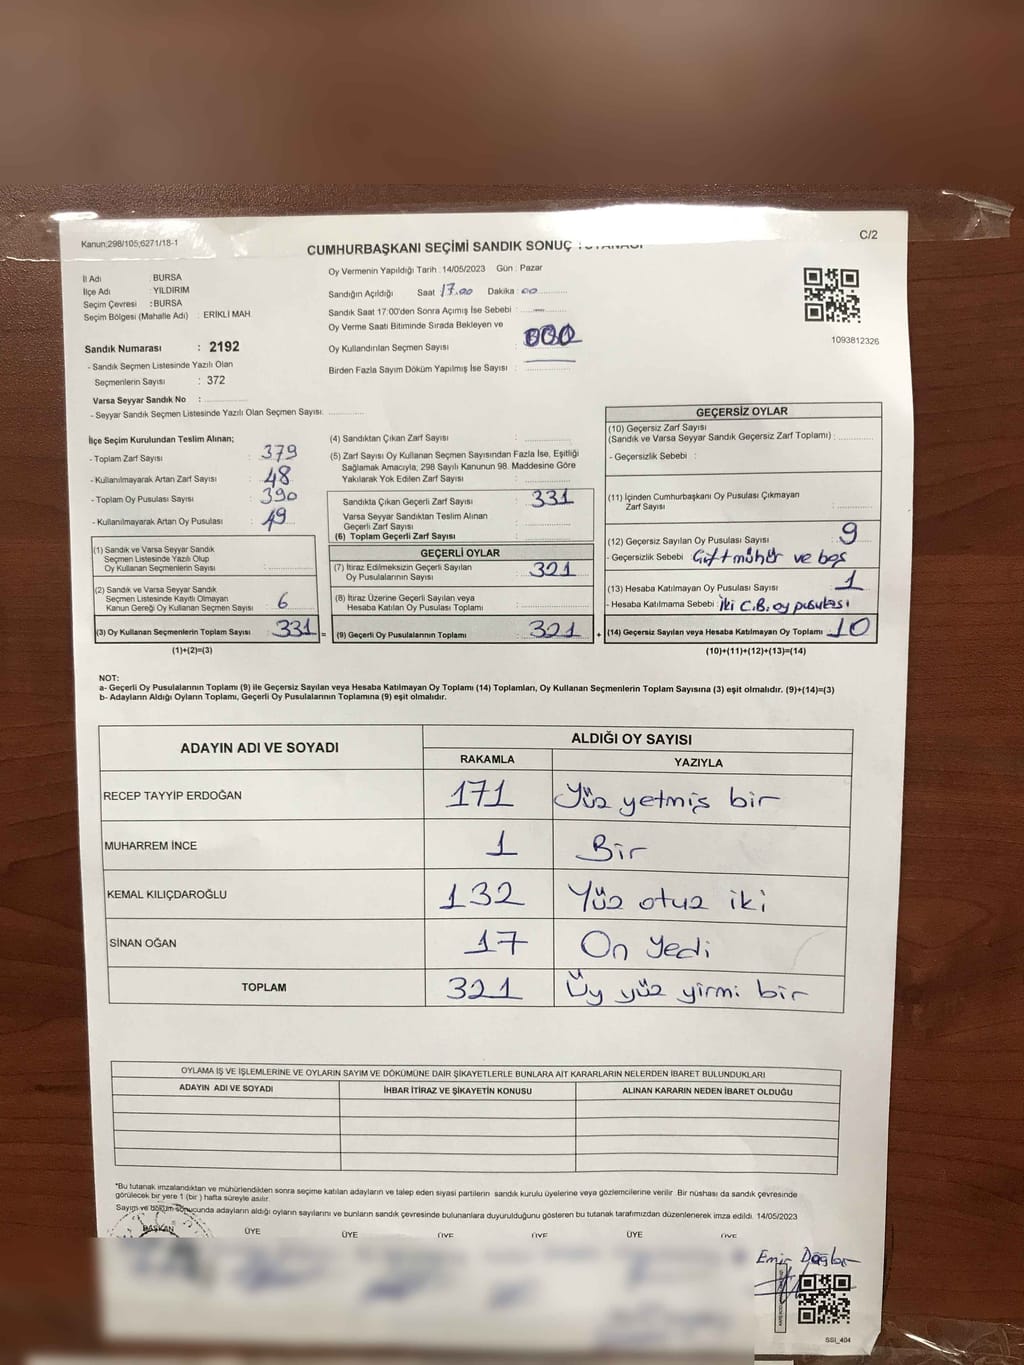 Kanun;298/105;6271/18-1
C/2
CUMHURBAŞKANI SEÇİMİ SANDIK SONUÇ TUTANAĞI
İl Adı : BURSA
İlçe Adı : YILDIRIM
Seçim Çevresi : BURSA
Seçim Bölgesi (Mahalle Adı) : ERİKLİ MAH.
Sandık Numarası : 2192
- Sandık Seçmen Listesinde Yazılı Olan
Seçmenlerin Sayısı : 372
Varsa Seyyar Sandık No :
- Seyyar Sandık Seçmen Listesinde Yazılı Olan Seçmen Sayısı:
Oy Vermenin Yapıldığı Tarih : 14/05/2023 Gün : Pazar
Sandığın Açıldığı Saat 17.00 Dakika 00
Sandık Saat 17:00'den Sonra Açımış İse Sebebi : —
Oy Verme Saati Bitiminde Sırada Bekleyen ve
Oy Kullandırılan Seçmen Sayısı : 000
Birden Fazla Sayım Döküm Yapılmış İse Sayısı :
1093812326
İlçe Seçim Kurulundan Teslim Alınan;
- Toplam Zarf Sayısı : 379
- Kullanılmayarak Artan Zarf Sayısı : 48
- Toplam Oy Pusulası Sayısı : 390
- Kullanılmayarak Artan Oy Pusulası : 49
(1) Sandık ve Varsa Seyyar Sandık
Seçmen Listesinde Yazılı Olup
Oy Kullanan Seçmenlerin Sayısı :
(2) Sandık ve Varsa Seyyar Sandık
Seçmen Listesinde Kayıtlı Olmayan
Kanun Gereği Oy Kullanan Seçmen Sayısı : 6
(3) Oy Kullanan Seçmenlerin Toplam Sayısı : 331 =
(1)+(2)=(3)
(4) Sandıktan Çıkan Zarf Sayısı :
(5) Zarf Sayısı Oy Kullanan Seçmen Sayısından Fazla İse, Eşitliği
Sağlamak Amacıyla, 298 Sayılı Kanunun 98. Maddesine Göre
Yakılarak Yok Edilen Zarf Sayısı :
Sandıkta Çıkan Geçerli Zarf Sayısı : 331
Varsa Seyyar Sandıktan Teslim Alınan
Geçerli Zarf Sayısı :
(6) Toplam Geçerli Zarf Sayısı :
GEÇERLİ OYLAR
(7) İtiraz Edilmeksizin Geçerli Sayılan
Oy Pusulalarının Sayısı : 321
(8) İtiraz Üzerine Geçerli Sayılan veya
Hesaba Katılan Oy Pusulası Toplamı :
(9) Geçerli Oy Pusulalarının Toplamı : 321 +
GEÇERSİZ OYLAR
(10) Geçersiz Zarf Sayısı
(Sandık ve Varsa Seyyar Sandık Geçersiz Zarf Toplamı) :
- Geçersizlik Sebebi :
(11) İçinden Cumhurbaşkanı Oy Pusulası Çıkmayan
Zarf Sayısı :
(12) Geçersiz Sayılan Oy Pusulası Sayısı : 9
- Geçersizlik Sebebi : Çift mühür ve boş
(13) Hesaba Katılmayan Oy Pusulası Sayısı : 1
- Hesaba Katılmama Sebebi : İki C.B. oy pusulası
(14) Geçersiz Sayılan veya Hesaba Katılmayan Oy Toplamı : 10
(10)+(11)+(12)+(13)=(14)
NOT:
a- Geçerli Oy Pusulalarının Toplamı (9) ile Geçersiz Sayılan veya Hesaba Katılmayan Oy Toplamı (14) Toplamları, Oy Kullanan Seçmenlerin Toplam Sayısına (3) eşit olmalıdır. (9)+(14)=(3)
b- Adayların Aldığı Oyların Toplamı, Geçerli Oy Pusulalarının Toplamına (9) eşit olmalıdır.
ADAYIN ADI VE SOYADI ALDIĞI OY SAYISI
RAKAMLA YAZIYLA
RECEP TAYYİP ERDOĞAN 171 Yüz yetmiş bir
MUHARREM İNCE 1 Bir
KEMAL KILIÇDAROĞLU 132 Yüz otuz iki
SİNAN OĞAN 17 On Yedi
TOPLAM 321 Üy yüz yirmi bir
OYLAMA İŞ VE İŞLEMLERİNE VE OYLARIN SAYIM VE DÖKÜMÜNE DAİR ŞİKAYETLERLE BUNLARA AİT KARARLARIN NELERDEN İBARET BULUNDUKLARI
ADAYIN ADI VE SOYADI İHBAR İTİRAZ VE ŞİKAYETİN KONUSU ALINAN KARARIN NEDEN İBARET OLDUĞU
*Bu tutanak imzalandıktan ve mühürlendikten sonra seçime katılan adayların ve talep eden siyasi partilerin sandık kurulu üyelerine veya gözlemcilerine verilir. Bir nüshası da sandık çevresinde
görülecek bir yere 1 (bir ) hafta süreyle asılır.
Sayım ve döküm sonucunda adayların aldığı oyların sayılarını ve bunların sandık çevresinde bulunanlara duyurulduğunu gösteren bu tutanak tarafımızdan düzenlenerek imza edildi. 14/05/2023
BAŞKAN ÜYE ÜYE ÜYE ÜYE ÜYE ÜYE
Emir Dağlar
SSI_404